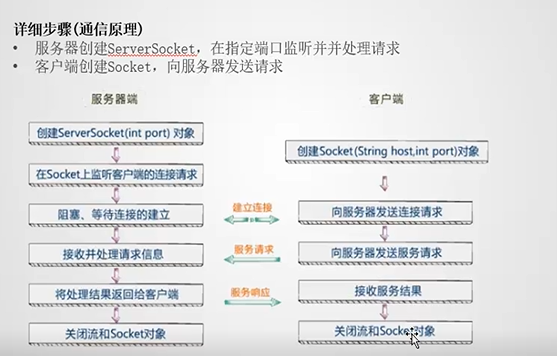 详细步骤(通信原理)
• 服务器创建ServerSocket，在指定端口监听并并处理请求
• 客户端创建Socket，向服务器发送请求
服务器端
创建ServerSocket(int port) 对象
在Socket上监听客户端的连接请求
阻塞、等待连接的建立
接收并处理请求信息
将处理结果返回给客户端
关闭流和Socket对象
建立连接
服务请求
服务响应
客户端
创建Socket(String host,int port)对象
向服务器发送连接请求
向服务器发送服务请求
接收服务结果
关闭流和Socket对象